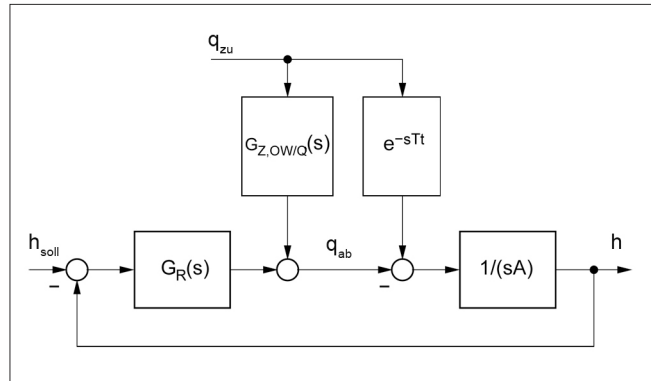 q_zu
G_Z,OW/Q(s)
e^–sTt
h_soll
q_ab
h
–
G_R(s)
–
1/(sA)